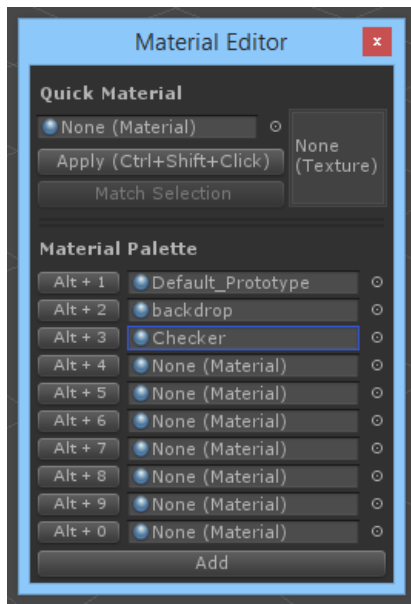 Material Editor
x
Quick Material
None (Material)
None
(Texture)
Apply (Ctrl+Shift+Click)
Match Selection
Material Palette
Alt + 1 Default_Prototype
Alt + 2 backdrop
Alt + 3 Checker
Alt + 4 None (Material)
Alt + 5 None (Material)
Alt + 6 None (Material)
Alt + 7 None (Material)
Alt + 8 None (Material)
Alt + 9 None (Material)
Alt + 0 None (Material)
Add